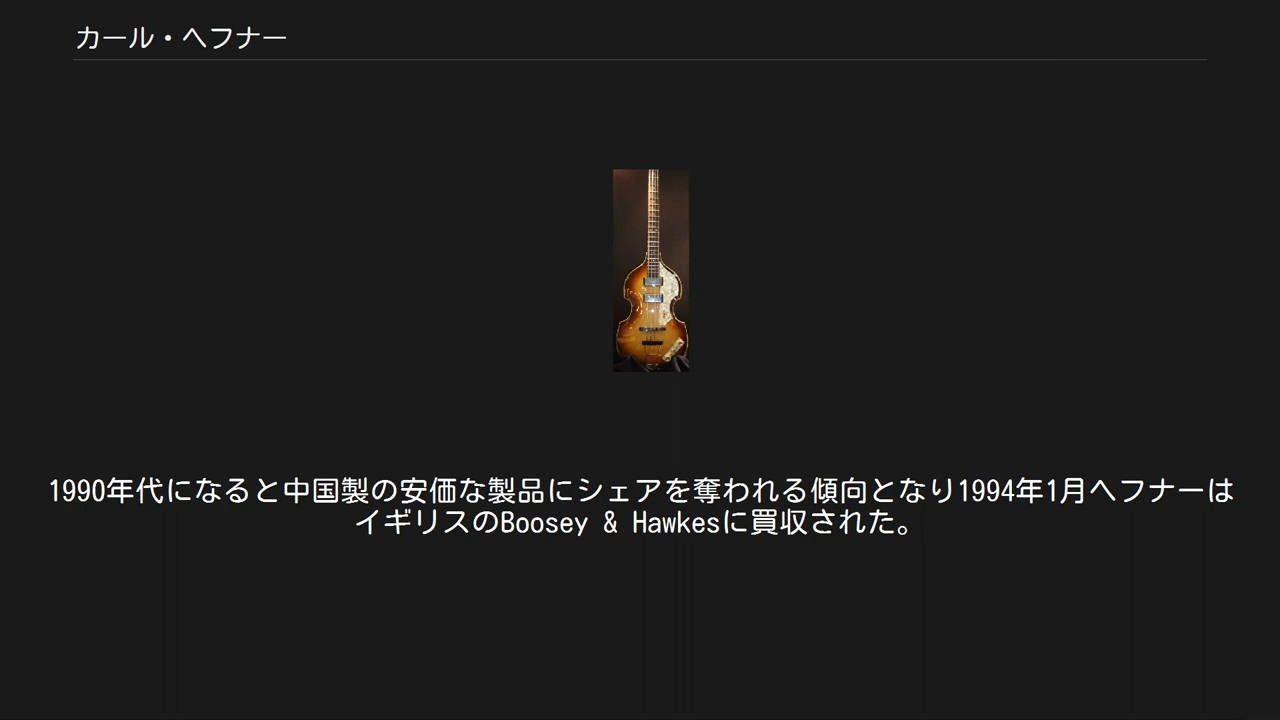 カール・ヘフナー
1990年代になると中国製の安価な製品にシェアを奪われる傾向となり1994年1月ヘフナーは
イギリスのBoosey & Hawkesに買収された。